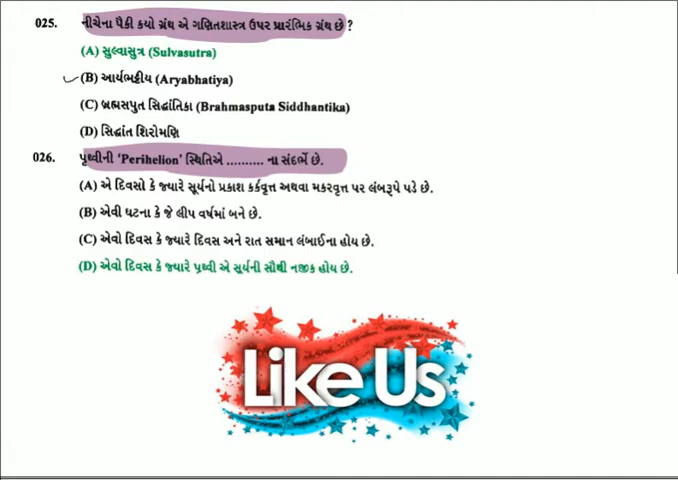 025. નીચેના પૈકી કયો ગ્રંથ એ ગણિતશાસ્ત્ર ઉપર પ્રારંભિક ગ્રંથ છે ?
(A) સુલ્વાસુત્ર (Sulvasutra)
(B) આર્યભટ્ટીય (Aryabhatiya)
(C) બ્રહ્મસપુત સિદ્ધાંતિકા (Brahmasputa Siddhantika)
(D) સિદ્ધાંત શિરોમણિ
026. પૃથ્વીની ‘Perihelion’ સ્થિતિએ .......... ના સંદર્ભે છે.
(A) એ દિવસો કે જ્યારે સૂર્યનો પ્રકાશ કર્કવૃત્ત અથવા મકરવૃત્ત પર લંબરૂપે પડે છે.
(B) એવી ઘટના કે જે લીપ વર્ષમાં બને છે.
(C) એવો દિવસ કે જ્યારે દિવસ અને રાત સમાન લંબાઈના હોય છે.
(D) એવો દિવસ કે જ્યારે પૃથ્વી એ સૂર્યની સૌથી નજીક હોય છે.
Like Us